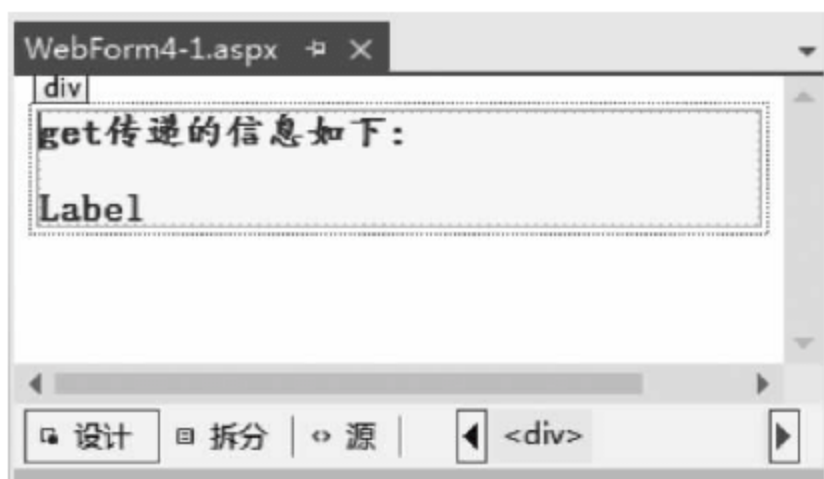 WebForm4-1.aspx
div
get传递的信息如下:
Label
设计 拆分 源 <div>